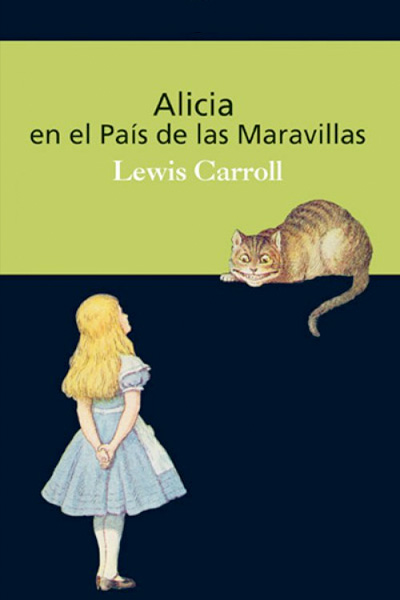 Alicia
en el País de las Maravillas
Lewis Carroll